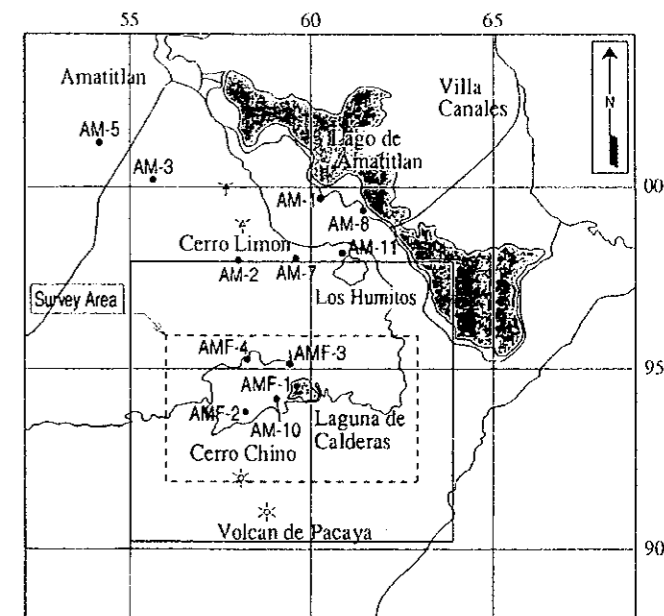 55 60 65
Amatitlan
Villa
Canales
N
Lago de
Amatitlan
AM-5
AM-3
00
AM-1
AM-8
Cerro Limon
AM-11
AM-2
AM-7
Los Humitos
Survey Area
AMF-4
AMF-3
95
AMF-1
AMF-2
AM-10
Laguna de
Calderas
Cerro Chino
Volcan de Pacaya
90